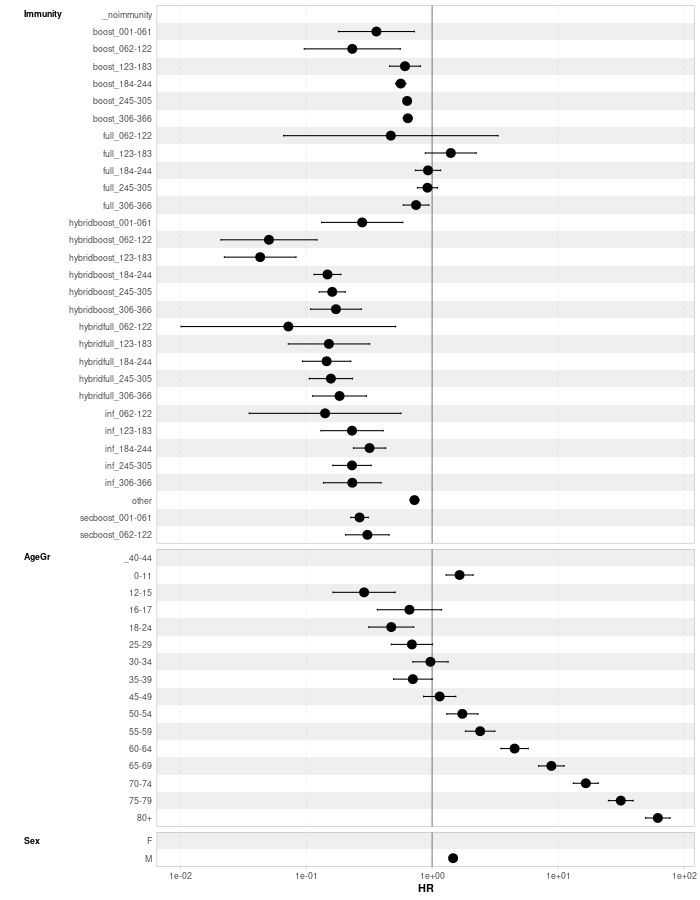 Immunity _noimmunity
boost_001-061
boost_062-122
boost_123-183
boost_184-244
boost_245-305
boost_306-366
full_062-122
full_123-183
full_184-244
full_245-305
full_306-366
hybridboost_001-061
hybridboost_062-122
hybridboost_123-183
hybridboost_184-244
hybridboost_245-305
hybridboost_306-366
hybridfull_062-122
hybridfull_123-183
hybridfull_184-244
hybridfull_245-305
hybridfull_306-366
inf_062-122
inf_123-183
inf_184-244
inf_245-305
inf_306-366
other
secboost_001-061
secboost_062-122
AgeGr _40-44
0-11
12-15
16-17
18-24
25-29
30-34
35-39
45-49
50-54
55-59
60-64
65-69
70-74
75-79
80+
Sex F
M
1e-02 1e-01 1e+00 1e+01 1e+02
HR